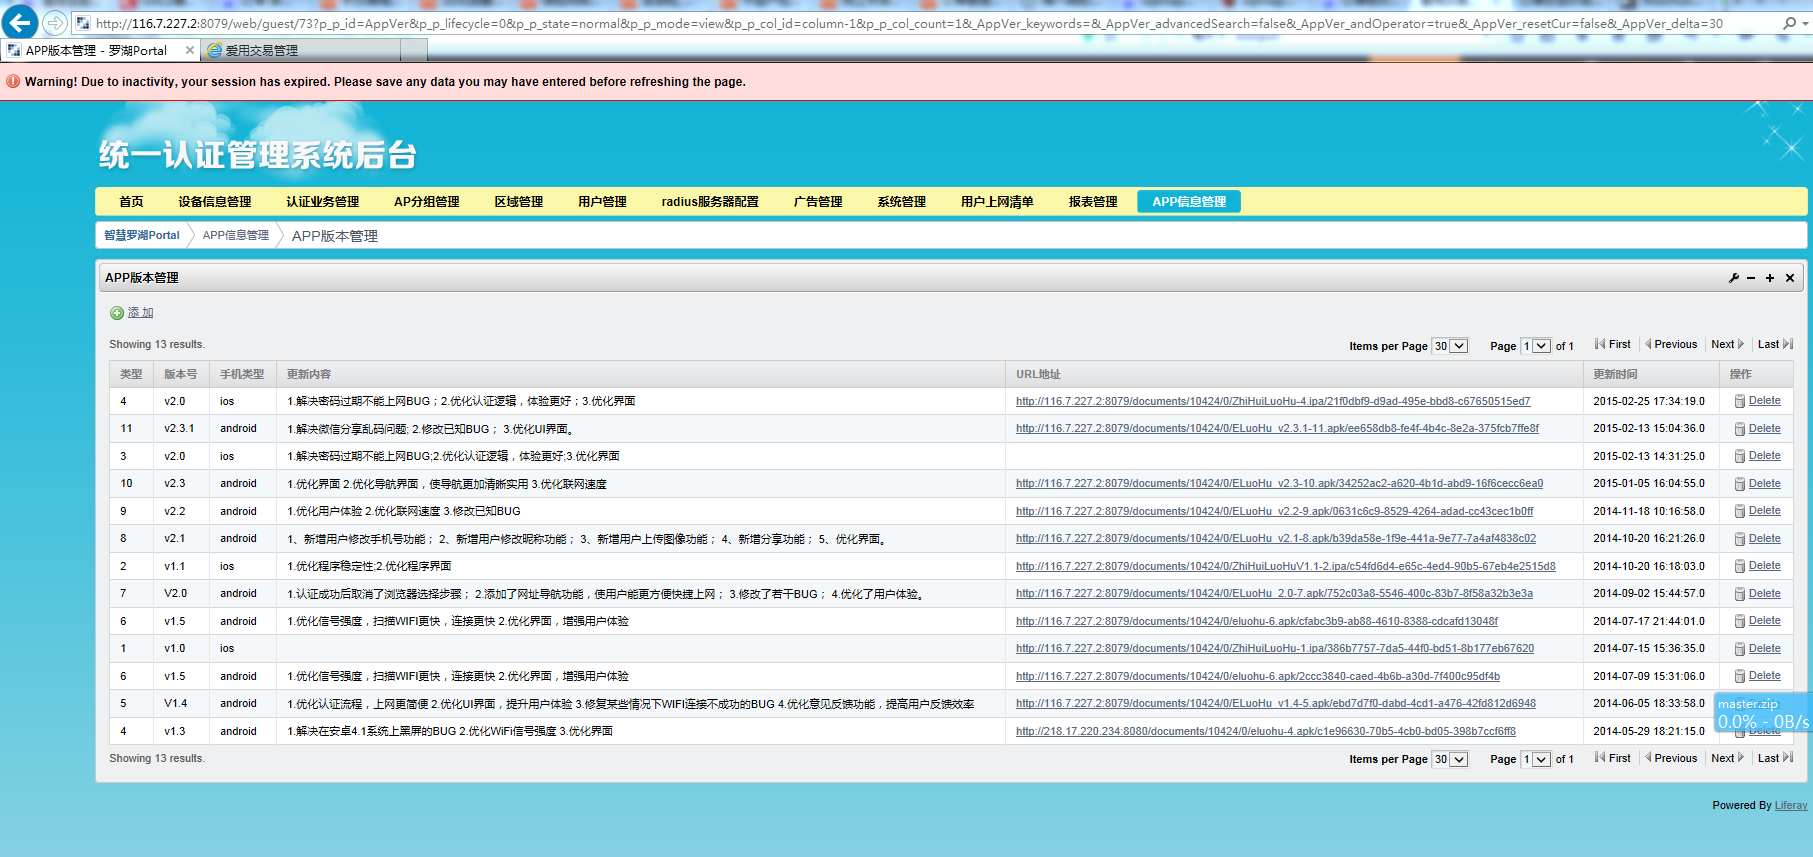 http://116.7.227.2:8079/web/guest/73?p_p_id=AppVer&p_p_lifecycle=0&p_p_state=normal&p_p_mode=view&p_p_col_id=column-1&p_p_col_count=1&_AppVer_keywords=&_AppVer_advancedSearch=false&_AppVer_andOperator=true&_AppVer_resetCur=false&_AppVer_delta=30
APP版本管理 - 罗湖Portal 爱用交易管理
Warning! Due to inactivity, your session has expired. Please save any data you may have entered before refreshing the page.
统一认证管理系统后台
首页 设备信息管理 认证业务管理 AP分组管理 区域管理 用户管理 radius服务器配置 广告管理 系统管理 用户上网清单 报表管理 APP信息管理
智慧罗湖Portal APP信息管理 APP版本管理
APP版本管理
添加
Showing 13 results. Items per Page 30 Page 1 of 1 First Previous Next Last
类型 版本号 手机类型 更新内容 URL地址 更新时间 操作
4 v2.0 ios 1.解决密码过期不能上网BUG；2.优化认证逻辑，体验更好；3.优化界面 http://116.7.227.2:8079/documents/10424/0/ZhiHuiLuoHu-4.ipa/21f0dbf9-d9ad-495e-bbd8-c67650515ed7 2015-02-25 17:34:19.0 Delete
11 v2.3.1 android 1.解决微信分享乱码问题; 2.修改已知BUG； 3.优化UI界面。 http://116.7.227.2:8079/documents/10424/0/ELuoHu_v2.3.1-11.apk/ee658db8-fe4f-4b4c-8e2a-375fcb7ffe8f 2015-02-13 15:04:36.0 Delete
3 v2.0 ios 1.解决密码过期不能上网BUG;2.优化认证逻辑，体验更好;3.优化界面 2015-02-13 14:31:25.0 Delete
10 v2.3 android 1.优化界面 2.优化导航界面，使导航更加清晰实用 3.优化联网速度 http://116.7.227.2:8079/documents/10424/0/ELuoHu_v2.3-10.apk/34252ac2-a620-4b1d-abd9-16f6cecc6ea0 2015-01-05 16:04:55.0 Delete
9 v2.2 android 1.优化用户体验 2.优化联网速度 3.修改已知BUG http://116.7.227.2:8079/documents/10424/0/ELuoHu_v2.2-9.apk/0631c6c9-8529-4264-adad-cc43cec1b0ff 2014-11-18 10:16:58.0 Delete
8 v2.1 android 1、新增用户修改手机号功能； 2、新增用户修改昵称功能； 3、新增用户上传图像功能； 4、新增分享功能； 5、优化界面。 http://116.7.227.2:8079/documents/10424/0/ELuoHu_v2.1-8.apk/b39da58e-1f9e-441a-9e77-7a4af4838c02 2014-10-20 16:21:26.0 Delete
2 v1.1 ios 1.优化程序稳定性;2.优化程序界面 http://116.7.227.2:8079/documents/10424/0/ZhiHuiLuoHuV1.1-2.ipa/c54fd6d4-e65c-4ed4-90b5-67eb4e2515d8 2014-10-20 16:18:03.0 Delete
7 V2.0 android 1.认证成功后取消了浏览器选择步骤； 2.添加了网址导航功能，使用户能更方便快捷上网； 3.修改了若干BUG； 4.优化了用户体验。 http://116.7.227.2:8079/documents/10424/0/ELuoHu_2.0-7.apk/752c03a8-5546-400c-83b7-8f58a32b3e3a 2014-09-02 15:44:57.0 Delete
6 v1.5 android 1.优化信号强度，扫描WIFI更快，连接更快 2.优化界面，增强用户体验 http://116.7.227.2:8079/documents/10424/0/eluohu-6.apk/cfabc3b9-ab88-4610-8388-cdcafd13048f 2014-07-17 21:44:01.0 Delete
1 v1.0 ios http://116.7.227.2:8079/documents/10424/0/ZhiHuiLuoHu-1.ipa/386b7757-7da5-44f0-bd51-8b177eb67620 2014-07-15 15:36:35.0 Delete
6 v1.5 android 1.优化信号强度，扫描WIFI更快，连接更快 2.优化界面，增强用户体验 http://116.7.227.2:8079/documents/10424/0/eluohu-6.apk/2ccc3840-caed-4b6b-a30d-7f400c95df4b 2014-07-09 15:31:06.0 Delete
5 V1.4 android 1.优化认证流程，上网更简便 2.优化UI界面，提升用户体验 3.修复某些情况下WIFI连接不成功的BUG 4.优化意见反馈功能，提高用户反馈效率 http://116.7.227.2:8079/documents/10424/0/ELuoHu_v1.4-5.apk/ebd7d7f0-dabd-4cd1-a476-42fd812d6948 2014-06-05 18:33:58.0
master.zip
0.0% - 0B/s
4 v1.3 android 1.解决在安卓4.1系统上黑屏的BUG 2.优化WiFi信号强度 3.优化界面 http://218.17.220.234:8080/documents/10424/0/eluohu-4.apk/c1e96630-70b5-4cb0-bd05-398b7ccf6ff8 2014-05-29 18:21:15.0 Delete
Showing 13 results. Items per Page 30 Page 1 of 1 First Previous Next Last
Powered By Liferay